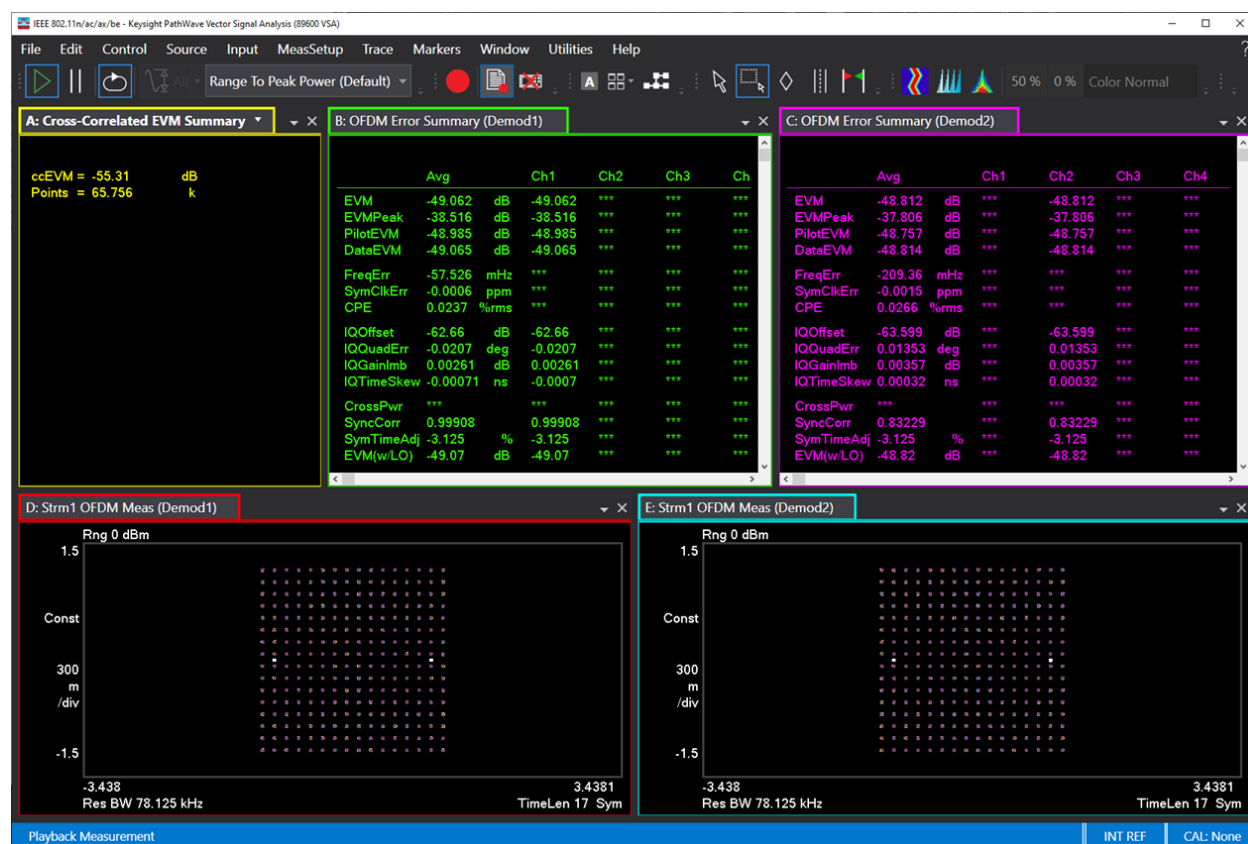 IEEE 802.11n/ac/ax/be - Keysight PathWave Vector Signal Analysis (89600 VSA)
File Edit Control Source Input MeasSetup Trace Markers Window Utilities Help
All Range To Peak Power (Default) A 50 % 0 % Color Normal
A: Cross-Correlated EVM Summary
ccEVM = -55.31 dB
Points = 65.756 k
B: OFDM Error Summary (Demod1)
Avg Ch1 Ch2 Ch3 Ch
EVM -49.062 dB -49.062 *** *** ***
EVMPeak -38.516 dB -38.516 *** *** ***
PilotEVM -48.985 dB -48.985 *** *** ***
DataEVM -49.065 dB -49.065 *** *** ***
FreqErr -57.526 mHz *** *** *** ***
SymClkErr -0.0006 ppm *** *** *** ***
CPE 0.0237 %rms *** *** *** ***
IQOffset -62.66 dB -62.66 *** *** ***
IQQuadErr -0.0207 deg -0.0207 *** *** ***
IQGainImb 0.00261 dB 0.00261 *** *** ***
IQTimeSkew -0.00071 ns -0.0007 *** *** ***
CrossPwr *** *** *** *** ***
SyncCorr 0.99908 0.99908 *** *** ***
SymTimeAdj -3.125 % -3.125 *** *** ***
EVM(w/LO) -49.07 dB -49.07 *** *** ***
C: OFDM Error Summary (Demod2)
Avg Ch1 Ch2 Ch3 Ch4
EVM -48.812 dB *** -48.812 *** ***
EVMPeak -37.806 dB *** -37.806 *** ***
PilotEVM -48.757 dB *** -48.757 *** ***
DataEVM -48.814 dB *** -48.814 *** ***
FreqErr -209.36 mHz *** *** *** ***
SymClkErr -0.0015 ppm *** *** *** ***
CPE 0.0266 %rms *** *** *** ***
IQOffset -63.599 dB *** -63.599 *** ***
IQQuadErr 0.01353 deg *** 0.01353 *** ***
IQGainImb 0.00357 dB *** 0.00357 *** ***
IQTimeSkew 0.00032 ns *** 0.00032 *** ***
CrossPwr *** *** *** *** ***
SyncCorr 0.83229 *** 0.83229 *** ***
SymTimeAdj -3.125 % *** -3.125 *** ***
EVM(w/LO) -48.82 dB *** -48.82 *** ***
D: Strm1 OFDM Meas (Demod1)
Rng 0 dBm
1.5
Const
300
m
/div
-1.5
-3.438 3.4381
Res BW 78.125 kHz TimeLen 17 Sym
E: Strm1 OFDM Meas (Demod2)
Rng 0 dBm
1.5
Const
300
m
/div
-1.5
-3.438 3.4381
Res BW 78.125 kHz TimeLen 17 Sym
Playback Measurement INT REF CAL: None